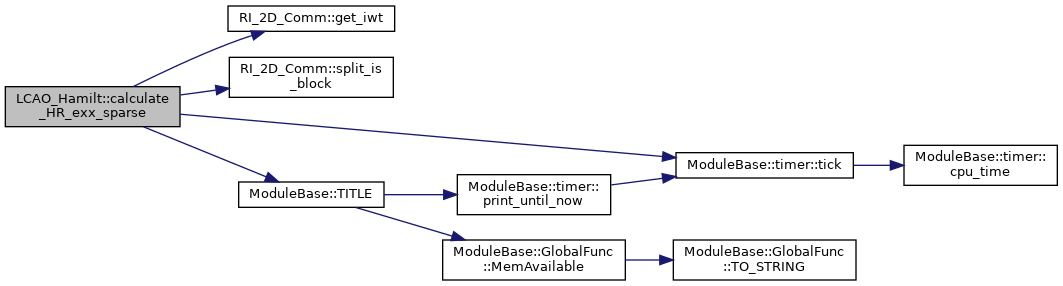 RI_2D_Comm::get_iwt
RI_2D_Comm::split_is
_block
LCAO_Hamilt::calculate
_HR_exx_sparse
ModuleBase::timer::tick
ModuleBase::timer::
cpu_time
ModuleBase::TITLE
ModuleBase::timer::
print_until_now
ModuleBase::GlobalFunc
::MemAvailable
ModuleBase::GlobalFunc
::TO_STRING